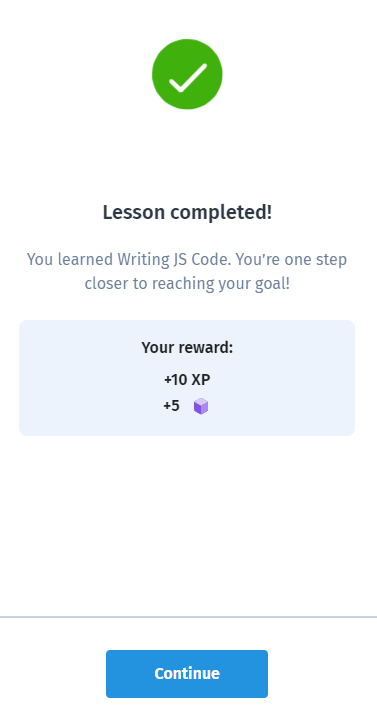 Lesson completed!
You learned Writing JS Code. You’re one step
closer to reaching your goal!
Your reward:
+10 XP
+5
Continue